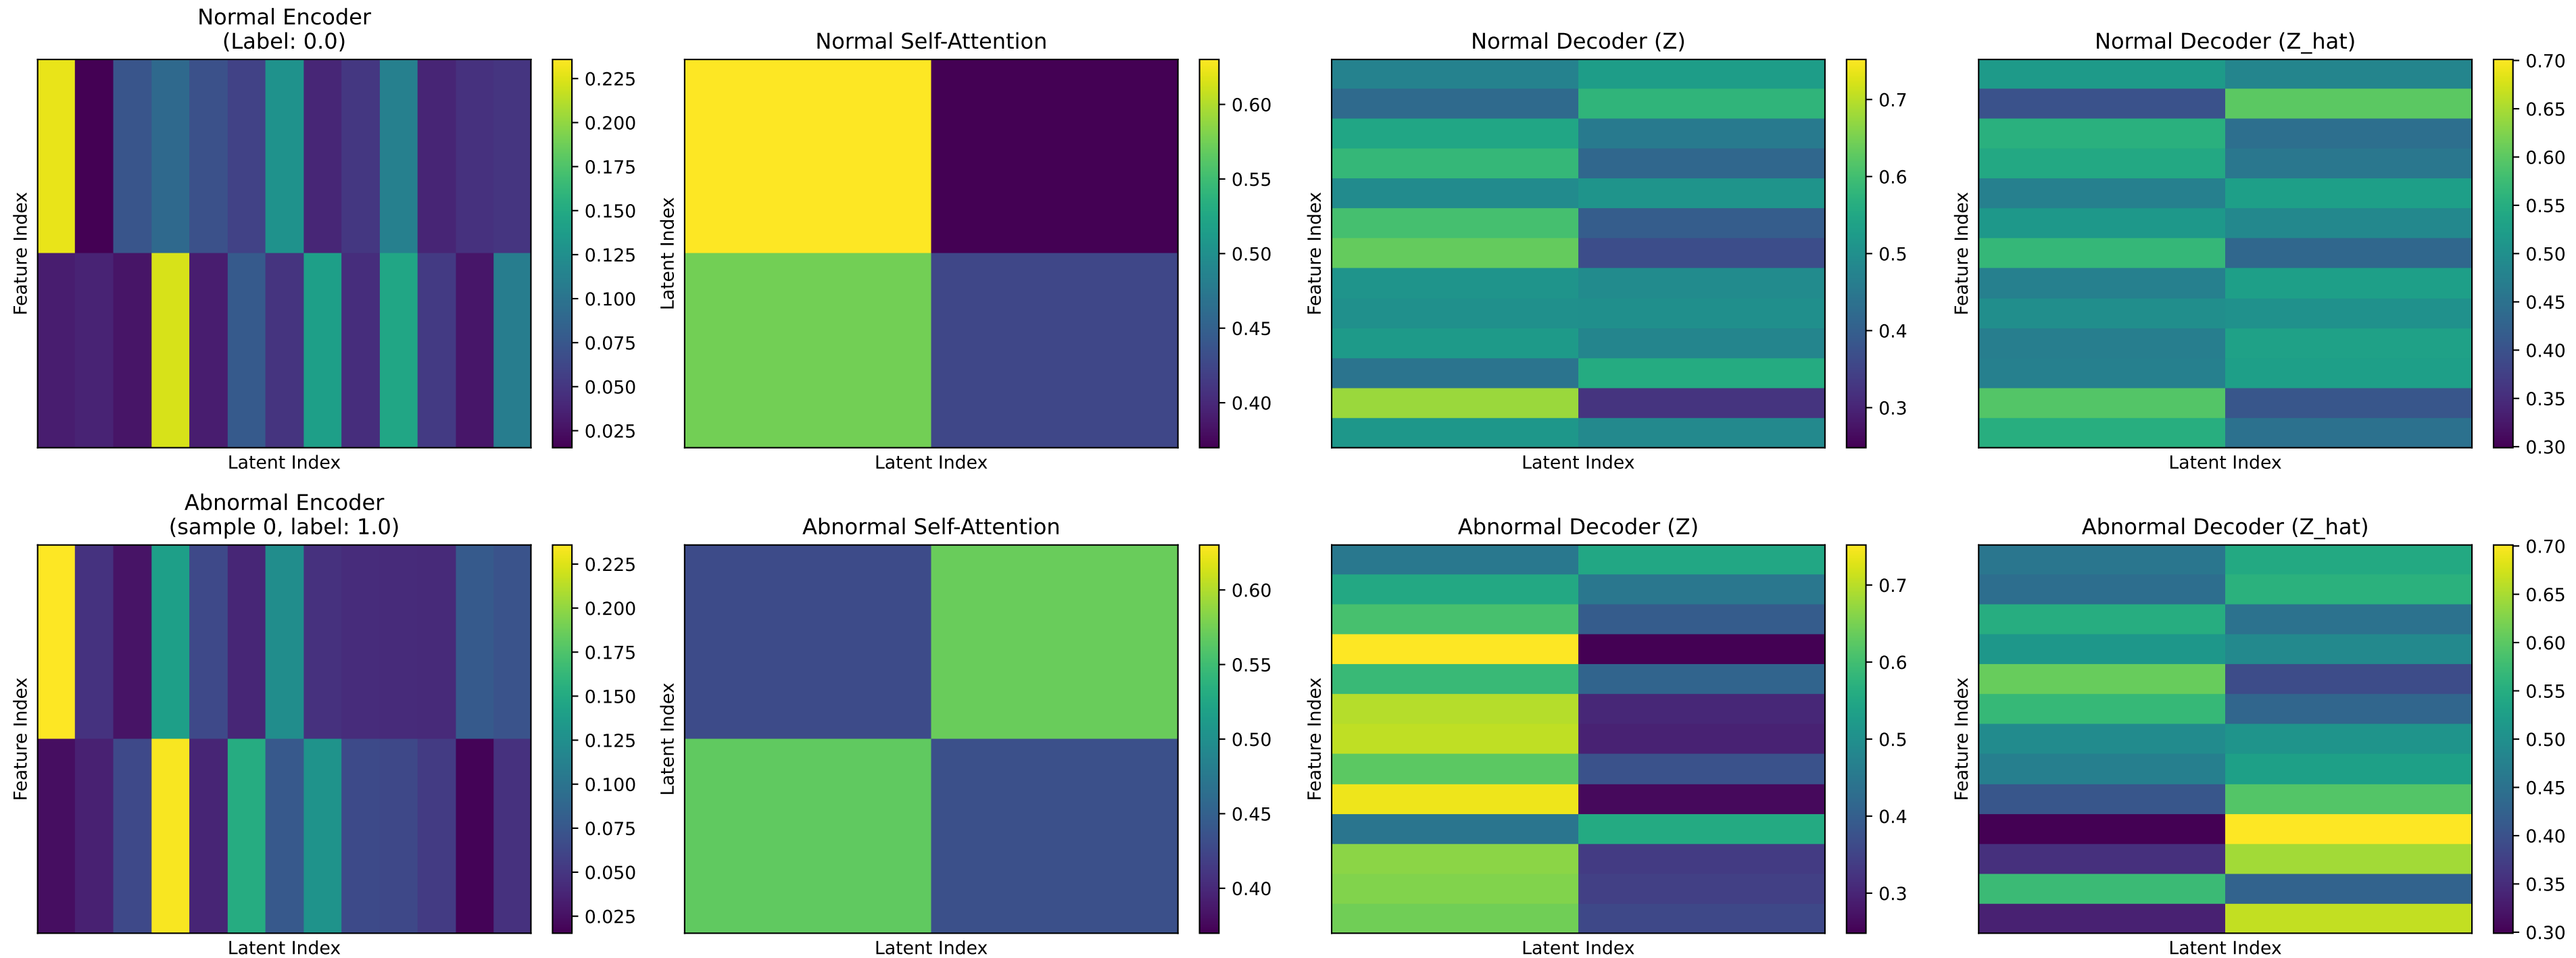 Normal Encoder
(Label: 0.0)
Feature Index
Latent Index
0.225
0.200
0.175
0.150
0.125
0.100
0.075
0.050
0.025
Normal Self-Attention
Latent Index
Latent Index
0.60
0.55
0.50
0.45
0.40
Normal Decoder (Z)
Feature Index
Latent Index
0.7
0.6
0.5
0.4
0.3
Normal Decoder (Z_hat)
Feature Index
Latent Index
0.70
0.65
0.60
0.55
0.50
0.45
0.40
0.35
0.30
Abnormal Encoder
(sample 0, label: 1.0)
Feature Index
Latent Index
0.225
0.200
0.175
0.150
0.125
0.100
0.075
0.050
0.025
Abnormal Self-Attention
Latent Index
Latent Index
0.60
0.55
0.50
0.45
0.40
Abnormal Decoder (Z)
Feature Index
Latent Index
0.7
0.6
0.5
0.4
0.3
Abnormal Decoder (Z_hat)
Feature Index
Latent Index
0.70
0.65
0.60
0.55
0.50
0.45
0.40
0.35
0.30